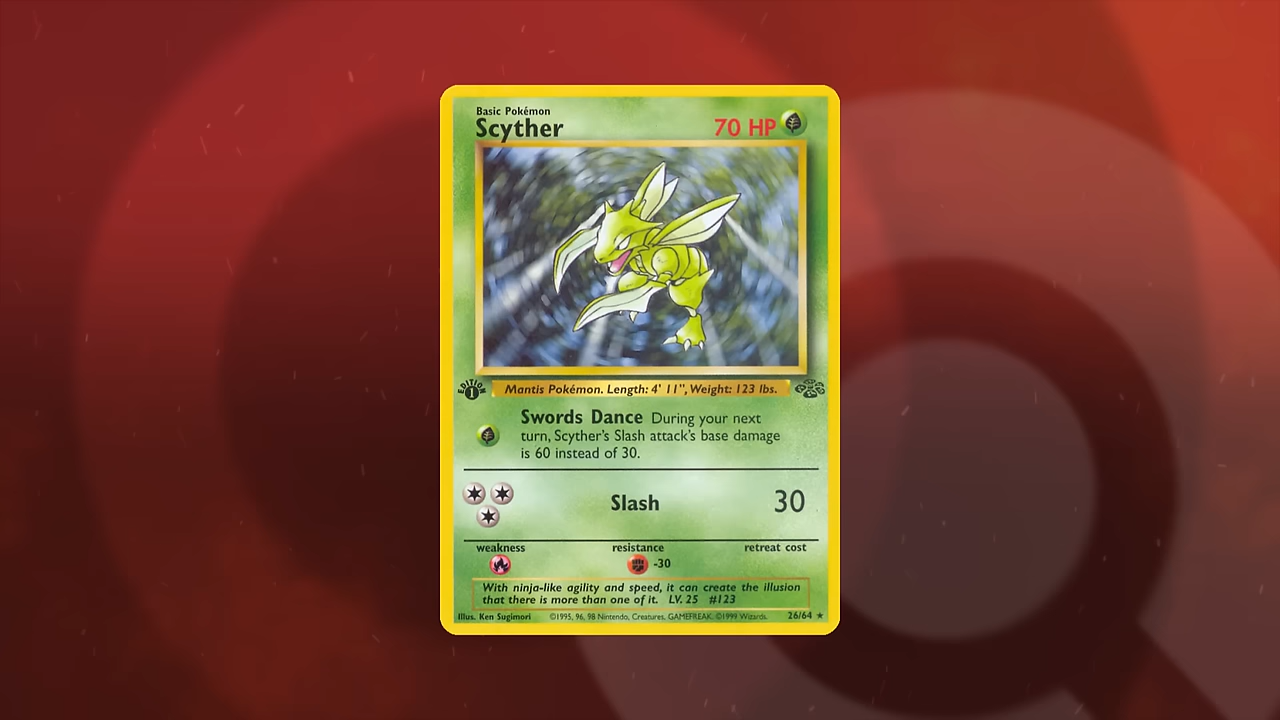 Basic Pokémon
Scyther
70 HP
EDITION
1
Mantis Pokémon. Length: 4' 11", Weight: 123 lbs.
Swords Dance During your next
turn, Scyther's Slash attack's base damage
is 60 instead of 30.
Slash 30
weakness resistance retreat cost
-30
With ninja-like agility and speed, it can create the illusion
that there is more than one of it. LV. 25 #123
Illus. Ken Sugimori ©1995, 96, 98 Nintendo, Creatures, GAMEFREAK. ©1999 Wizards. 26/64 ★